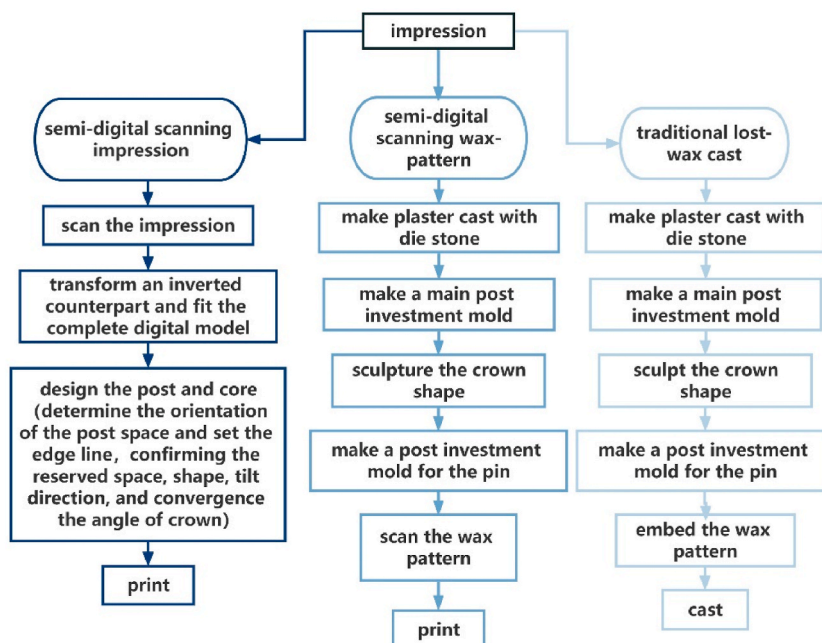 impression
semi-digital scanning
impression
scan the impression
transform an inverted
counterpart and fit the
complete digital model
design the post and core
(determine the orientation
of the post space and set the
edge line, confirming the
reserved space, shape, tilt
direction, and convergence
the angle of crown)
print
semi-digital
scanning wax-
pattern
make plaster cast with
die stone
make a main post
investment mold
sculpture the crown
shape
make a post investment
mold for the pin
scan the wax
pattern
print
traditional lost-
wax cast
make plaster cast with
die stone
make a main post
investment mold
sculpt the crown
shape
make a post investment
mold for the pin
embed the wax
pattern
cast